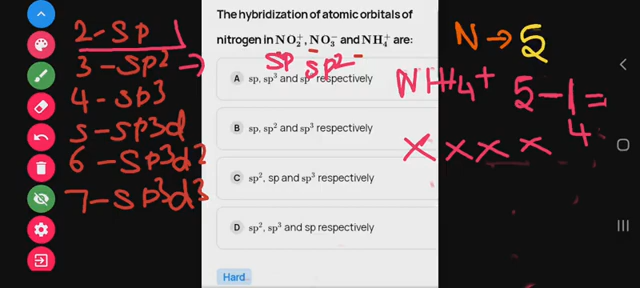 The hybridization of atomic orbitals of
nitrogen in NO₂⁺, NO₃⁻ and NH₄⁺ are:
A sp, sp³ and sp² respectively
B sp, sp² and sp³ respectively
C sp², sp and sp³ respectively
D sp², sp³ and sp respectively
Hard
2-sp
3-sp2 →
4-sp3
5-sp3d
6-sp3d2
7-sp3d3
sp sp2
N → 5
NH4+ 5-1=
4
x x x x